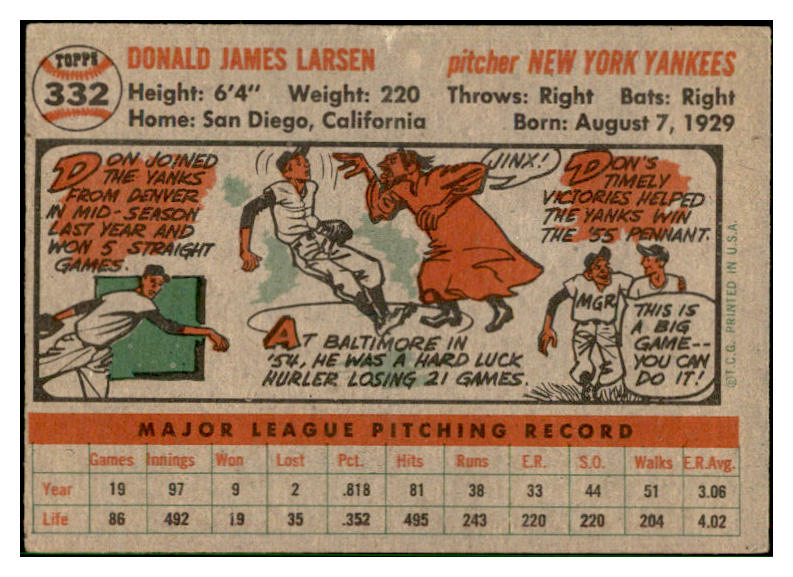 TOPPS
332
DONALD JAMES LARSEN
pitcher NEW YORK YANKEES
Height: 6'4" Weight: 220 Throws: Right Bats: Right
Home: San Diego, California Born: August 7, 1929
DON JOINED
THE YANKS
FROM DENVER
IN MID-SEASON
LAST YEAR AND
WON 5 STRAIGHT
GAMES.
JINX!
AT BALTIMORE IN
'54, HE WAS A HARD LUCK
HURLER LOSING 21 GAMES.
DON'S
TIMELY
VICTORIES HELPED
THE YANKS WIN
THE '55 PENNANT.
MGR
THIS IS
A BIG
GAME--
YOU CAN
DO IT!
©T.C.G. PRINTED IN U.S.A.
MAJOR LEAGUE PITCHING RECORD
Games Innings Won Lost Pct. Hits Runs E.R. S.O. Walks E.R.Avg.
Year 19 97 9 2 .818 81 38 33 44 51 3.06
Life 86 492 19 35 .352 495 243 220 220 204 4.02